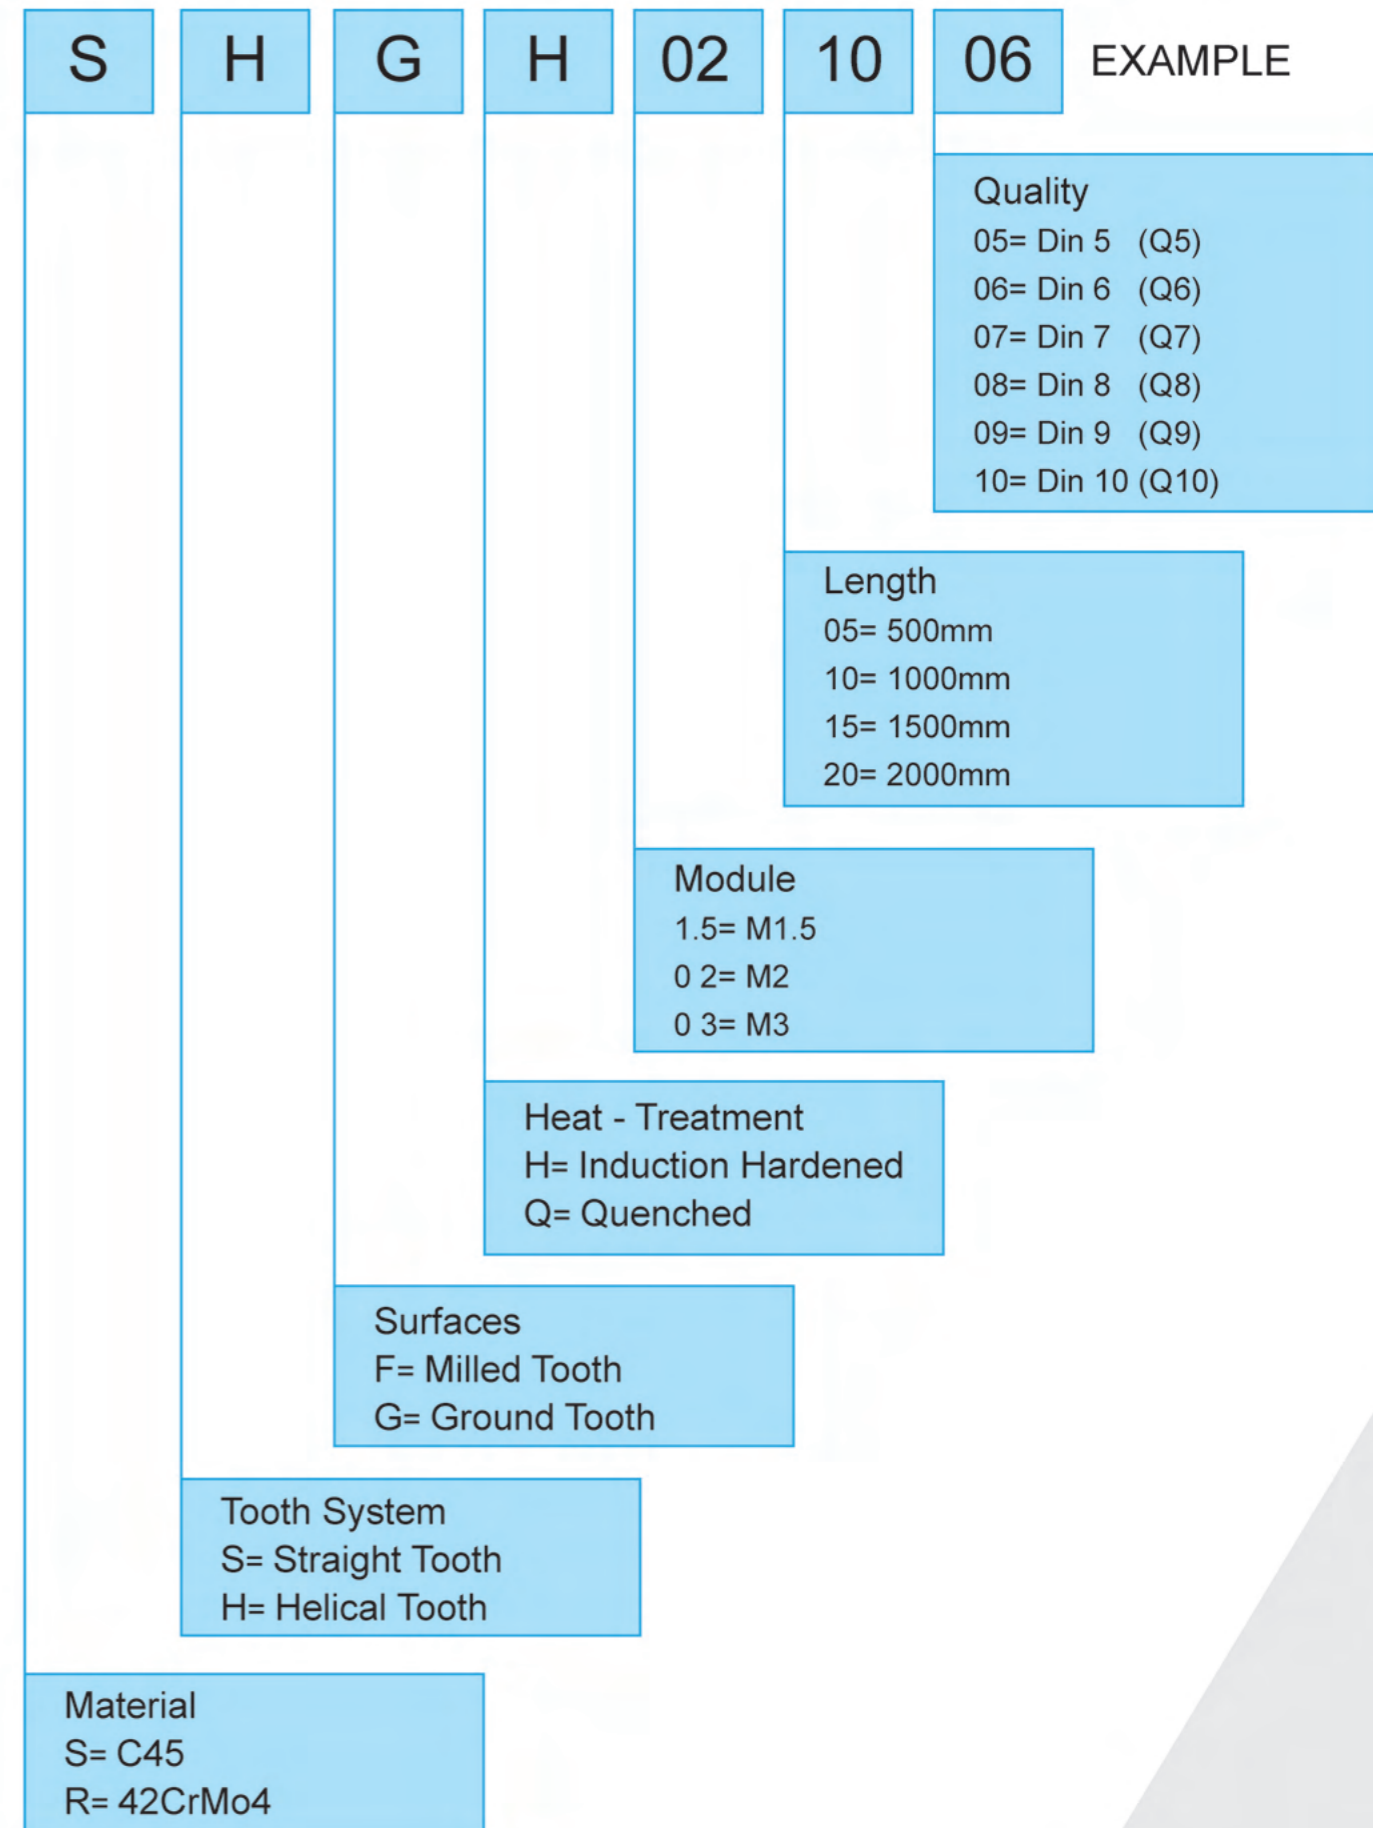 S H G H 02 10 06 EXAMPLE
Quality
05= Din 5 (Q5)
06= Din 6 (Q6)
07= Din 7 (Q7)
08= Din 8 (Q8)
09= Din 9 (Q9)
10= Din 10 (Q10)
Length
05= 500mm
10= 1000mm
15= 1500mm
20= 2000mm
Module
1.5= M1.5
0 2= M2
0 3= M3
Heat - Treatment
H= Induction Hardened
Q= Quenched
Surfaces
F= Milled Tooth
G= Ground Tooth
Tooth System
S= Straight Tooth
H= Helical Tooth
Material
S= C45
R= 42CrMo4